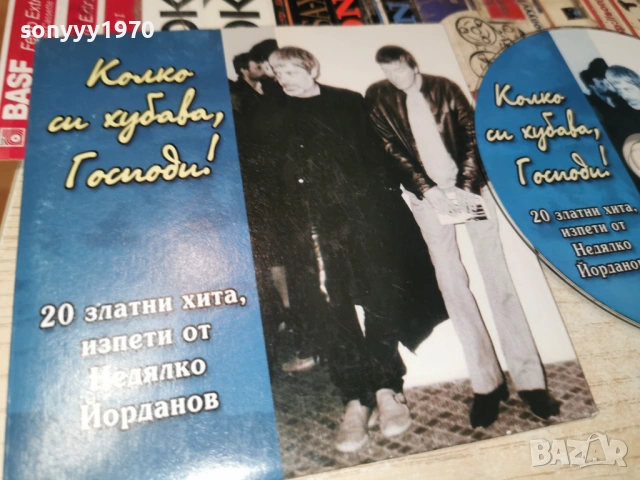 sonyyy1970
BASF
Колко
си хубава,
Господи!
20 златни хита,
изпети от
Недялко
Йорданов
Колко
си хубава,
Господи!
20 златни хита,
изпети от
Недялко
Йорданов
BAZAR